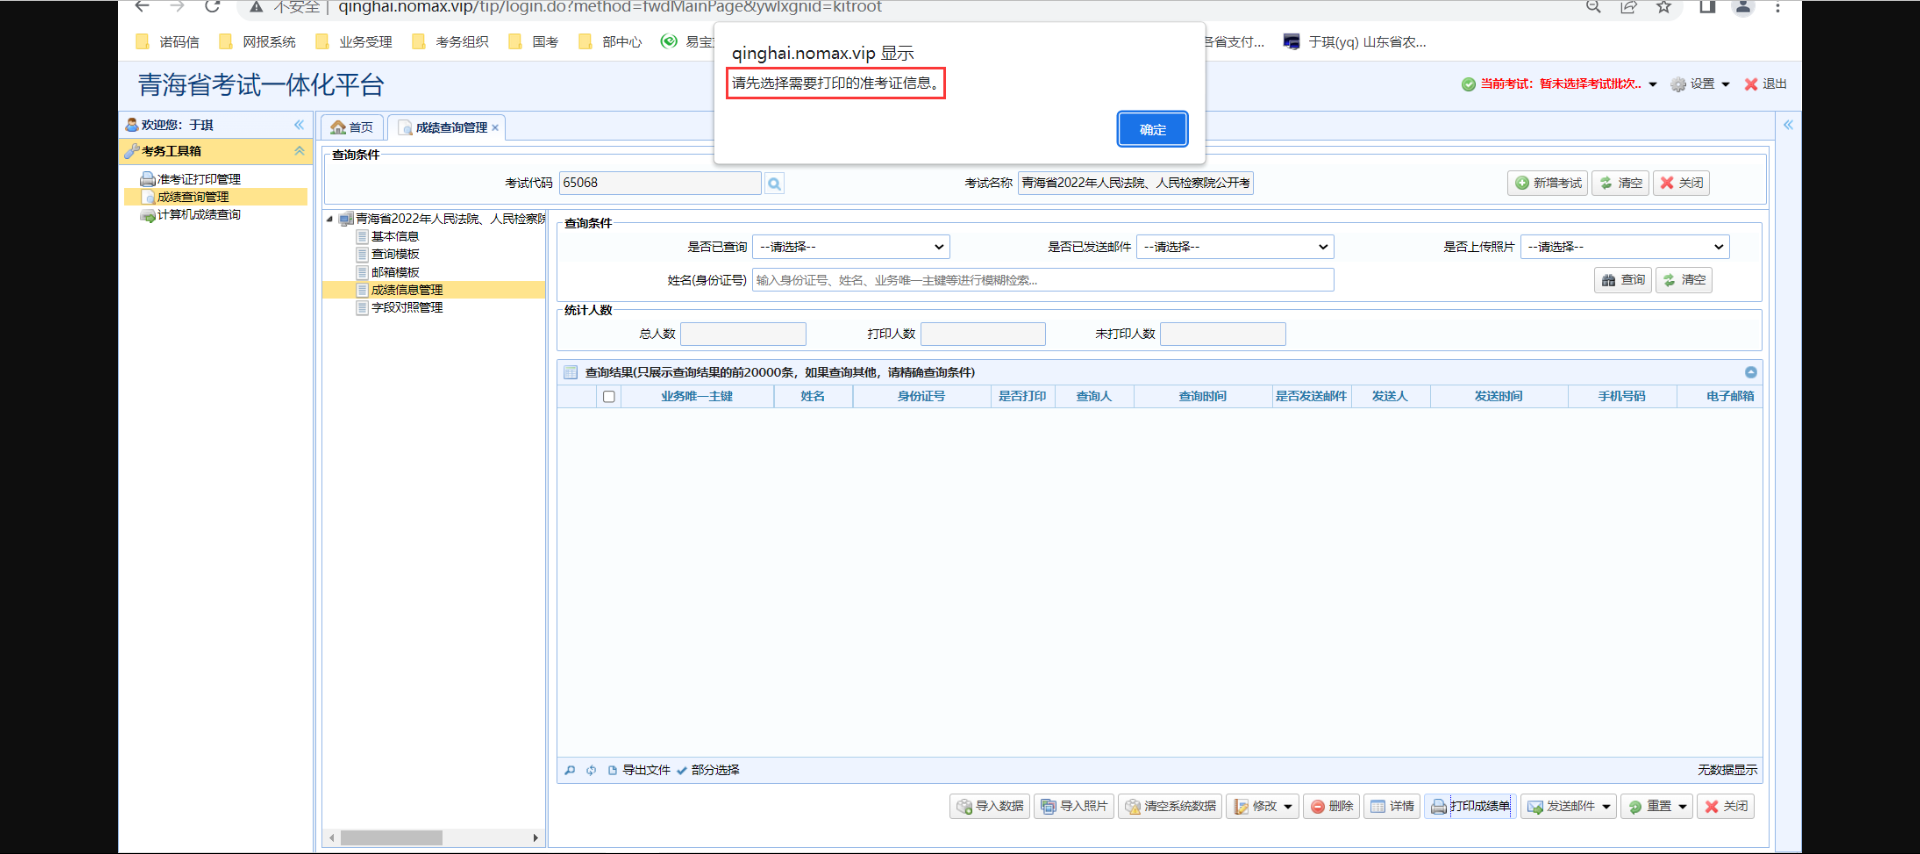 不安全 | qinghai.nomax.vip/tip/login.do?method=fwdMainPage&ywlxgnid=kitroot
诺码信 网报系统 业务受理 考务组织 国考 部中心 易宝 各省支付... 于琪(yq) 山东省农...
qinghai.nomax.vip 显示
请先选择需要打印的准考证信息。
确定
青海省考试一体化平台
当前考试：暂未选择考试批次.. 设置 退出
欢迎您：于琪
首页 成绩查询管理
考务工具箱
准考证打印管理
成绩查询管理
计算机成绩查询
查询条件
考试代码 65068 考试名称 青海省2022年人民法院、人民检察院公开考 新增考试 清空 关闭
青海省2022年人民法院、人民检察院
基本信息
查询模板
邮箱模板
成绩信息管理
字段对照管理
查询条件
是否已查询 --请选择-- 是否已发送邮件 --请选择-- 是否上传照片 --请选择--
姓名(身份证号) 输入身份证号、姓名、业务唯一主键等进行模糊检索... 查询 清空
统计人数
总人数 打印人数 未打印人数
查询结果(只展示查询结果的前20000条，如果查询其他，请精确查询条件)
业务唯一主键 姓名 身份证号 是否打印 查询人 查询时间 是否发送邮件 发送人 发送时间 手机号码 电子邮箱
导出文件 部分选择 无数据显示
导入数据 导入照片 清空系统数据 修改 删除 详情 打印成绩单 发送邮件 重置 关闭